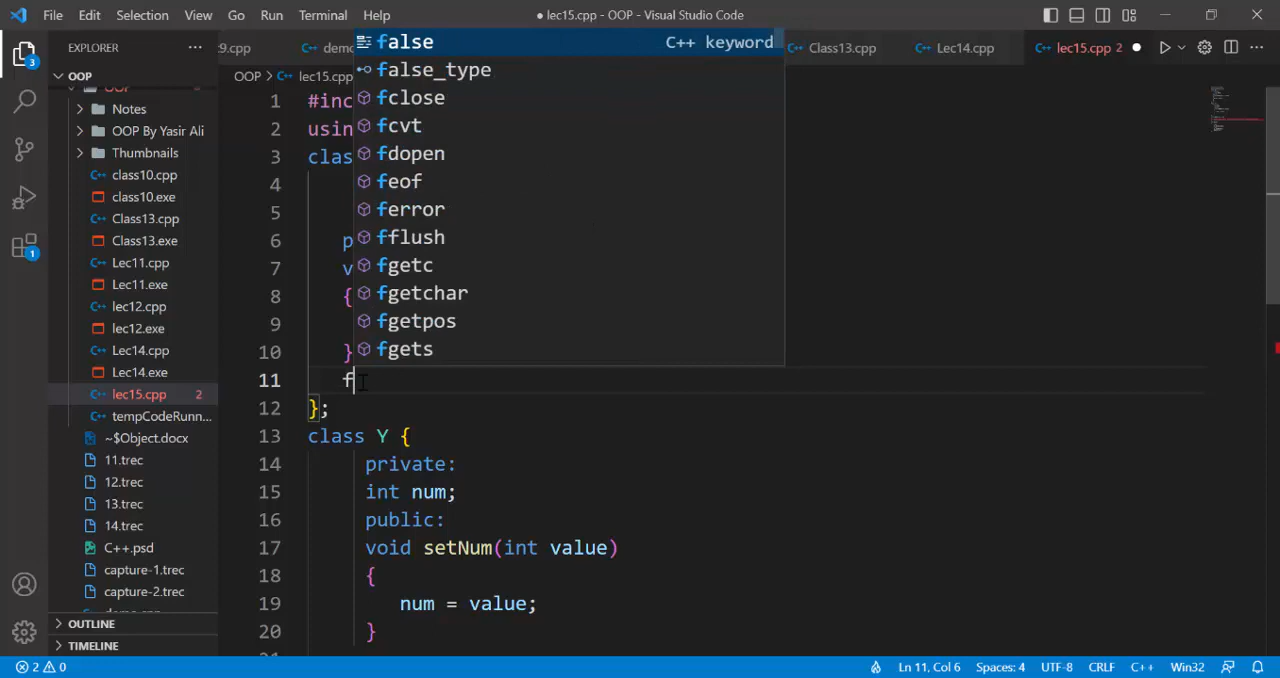 File Edit Selection View Go Run Terminal Help ● lec15.cpp - OOP - Visual Studio Code
EXPLORER ··· 9.cpp demo Class13.cpp Lec14.cpp lec15.cpp 2 ●
OOP
OOP > lec15.cpp
OOP
Notes
OOP By Yasir Ali
Thumbnails
class10.cpp
class10.exe
Class13.cpp
Class13.exe
Lec11.cpp
Lec11.exe
lec12.cpp
lec12.exe
Lec14.cpp
Lec14.exe
lec15.cpp 2
tempCodeRunn...
~$Object.docx
11.trec
12.trec
13.trec
14.trec
C++.psd
capture-1.trec
capture-2.trec
demo.cpp
OUTLINE
TIMELINE
3
1
false C++ keyword
false_type
fclose
fcvt
fdopen
feof
ferror
fflush
fgetc
fgetchar
fgetpos
fgets
1 #inc
2 usin
3 clas
4
5
6 p
7 v
8 {
9
10 }
11 f
12 };
13 class Y {
14 private:
15 int num;
16 public:
17 void setNum(int value)
18 {
19 num = value;
20 }
2 0 Ln 11, Col 6 Spaces: 4 UTF-8 CRLF C++ Win32